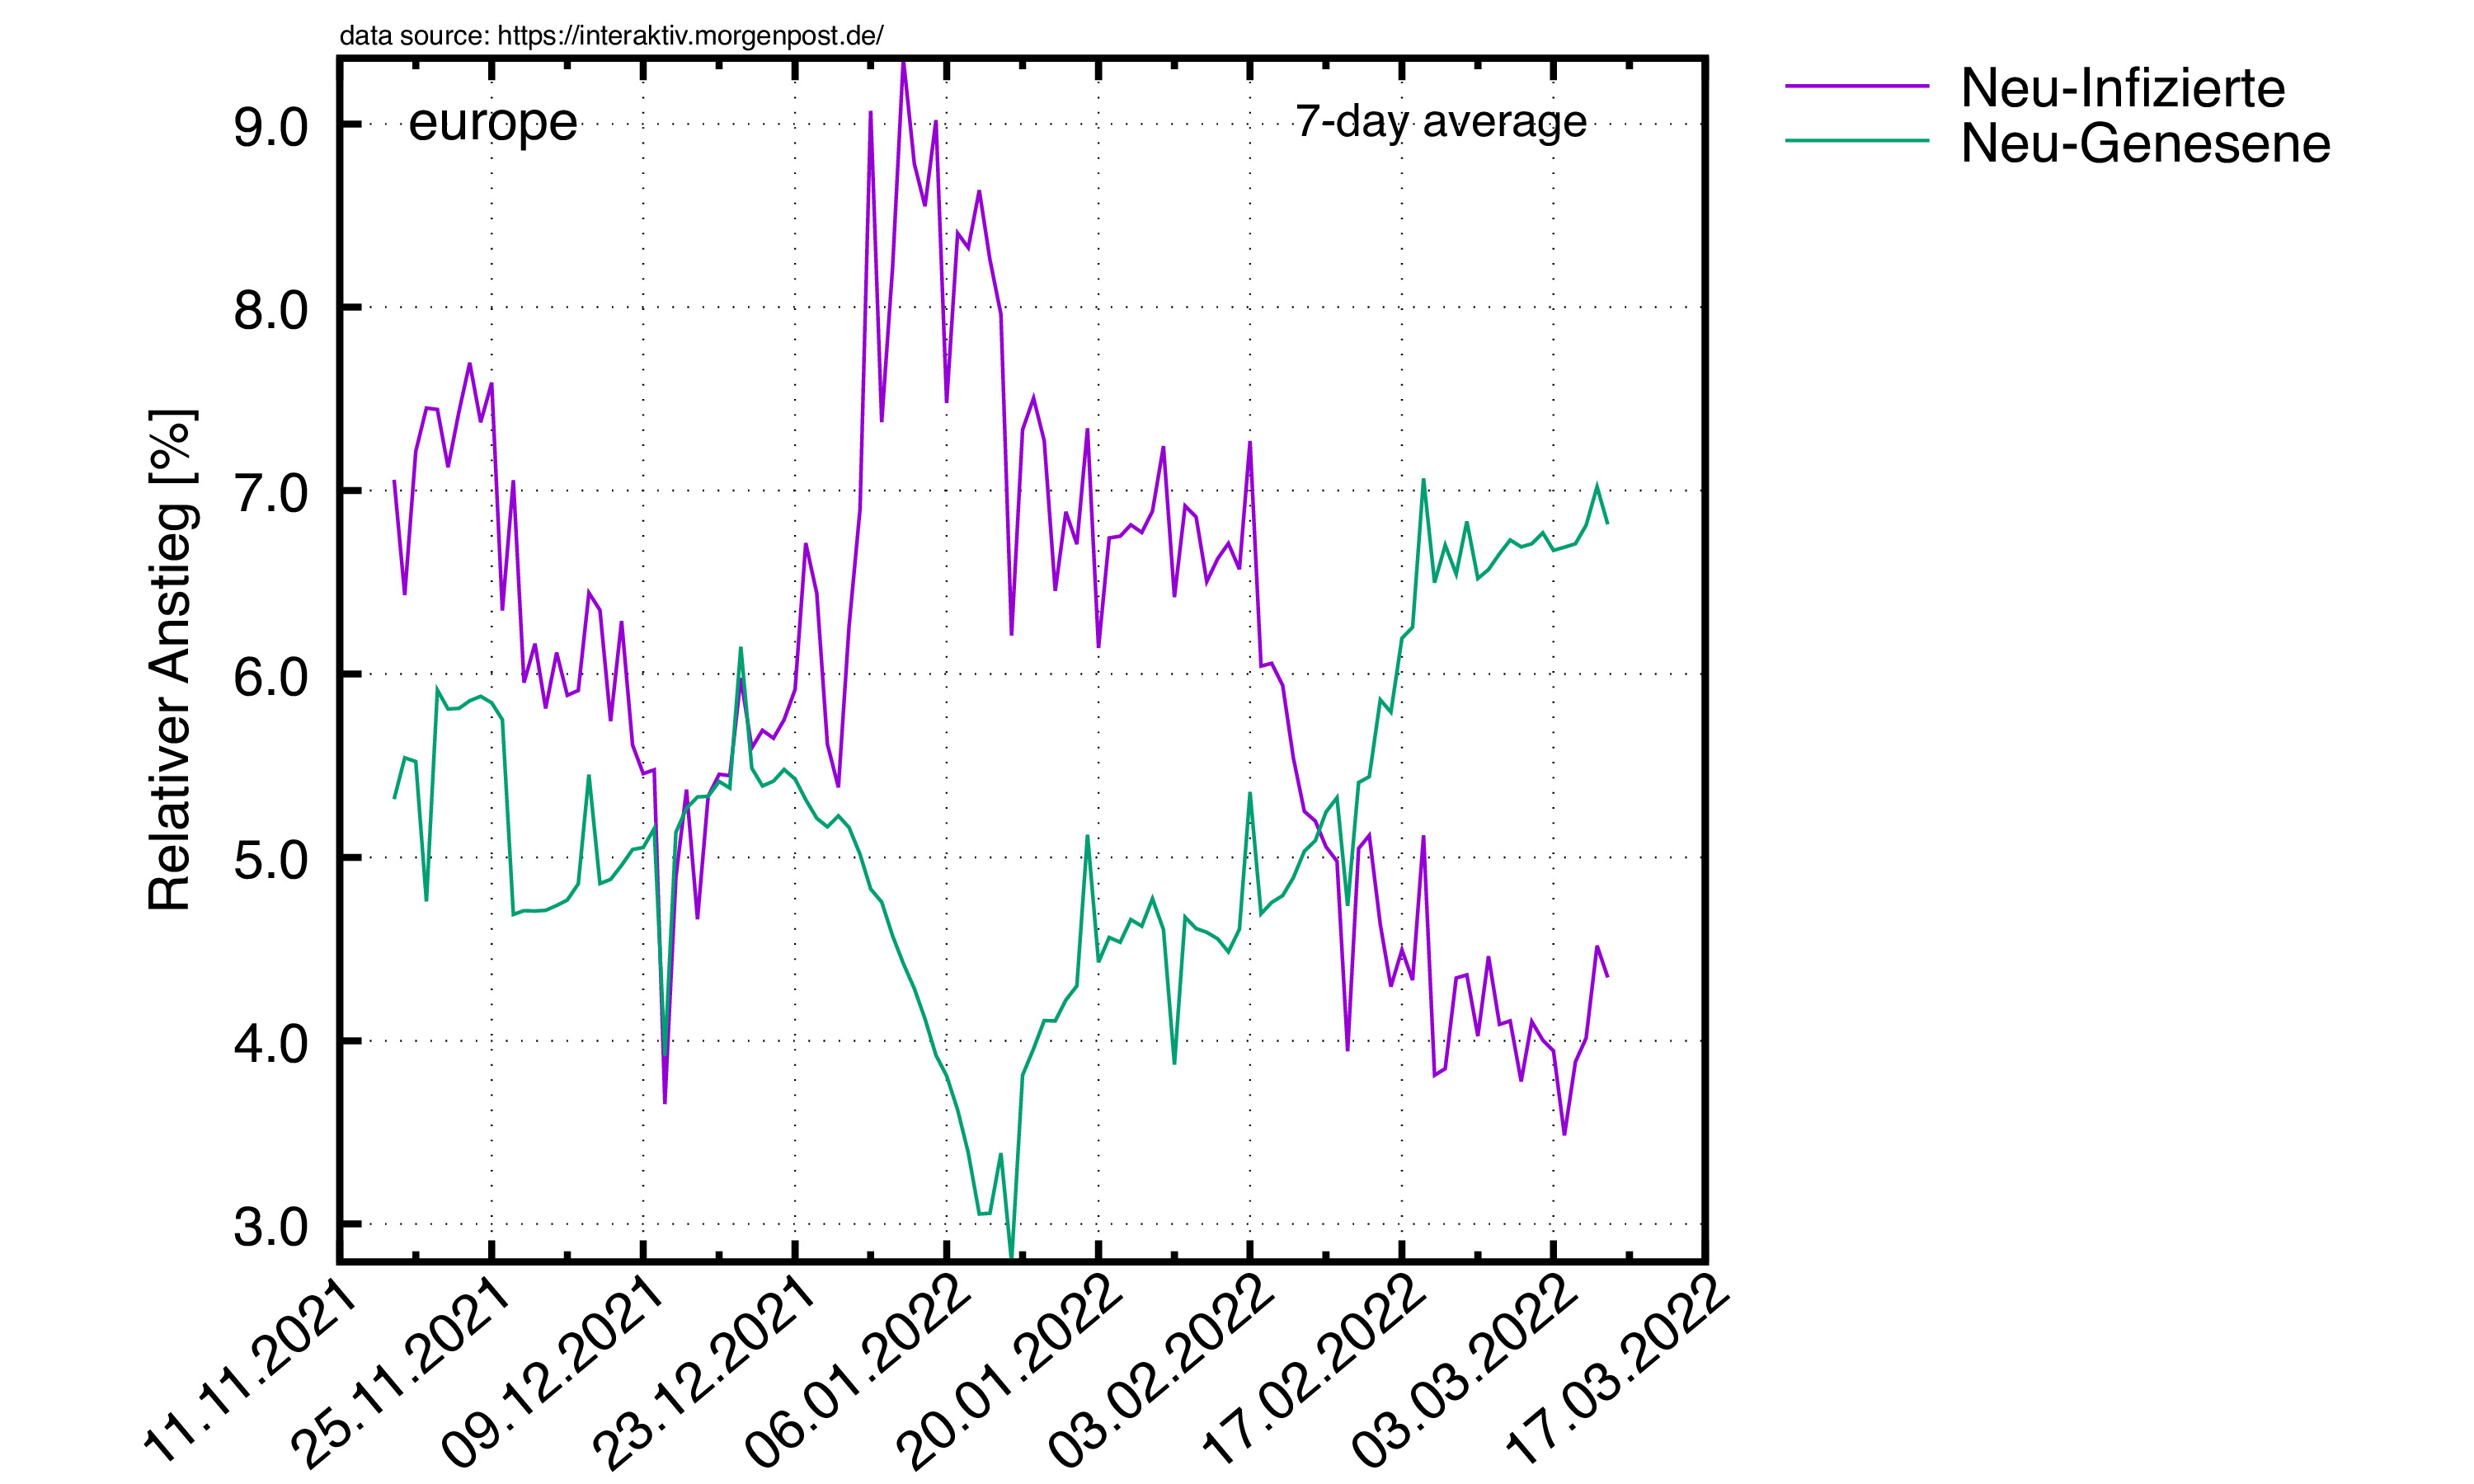 data source: https://interaktiv.morgenpost.de/
europe
7-day average
Neu-Infizierte
Neu-Genesene
Relativer Anstieg [%]
9.0
8.0
7.0
6.0
5.0
4.0
3.0
11.11.2021
25.11.2021
09.12.2021
23.12.2021
06.01.2022
20.01.2022
03.02.2022
17.02.2022
03.03.2022
17.03.2022